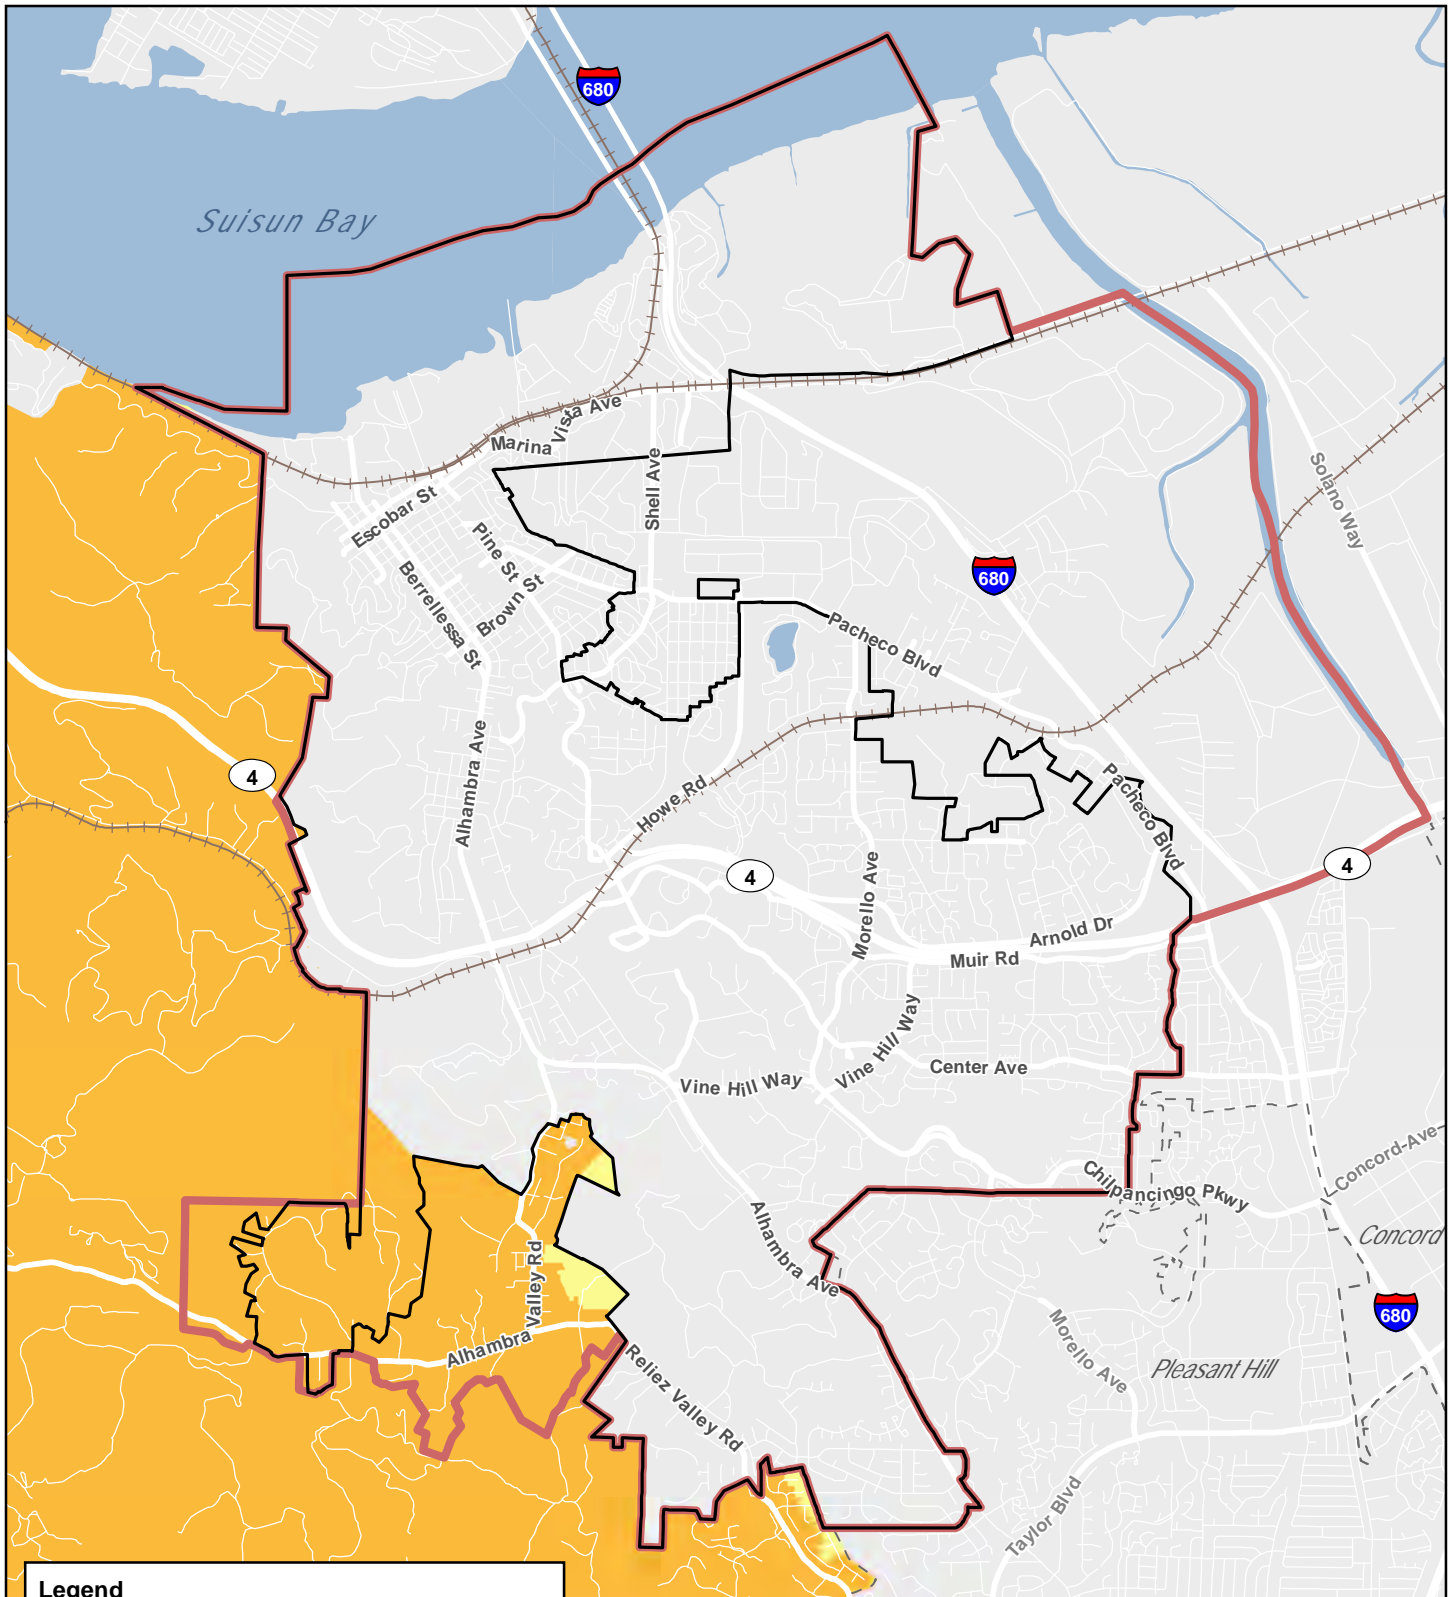 680
Suisun Bay
Marina Vista Ave
Escobar St
Shell Ave
Solano Way
Pine St
Berrellessa St
Brown St
680
Pacheco Blvd
4
Alhambra Ave
Howe Rd
Pacheco Blvd
4
4
Morello Ave
Arnold Dr
Muir Rd
Vine Hill Way
Center Ave
Vine Hill Way
Concord Ave
Chilpancingo Pkwy
Alhambra Ave
Concord
Alhambra Valley Rd
680
Reliez Valley Rd
Morello Ave
Pleasant Hill
Taylor Blvd
Legend